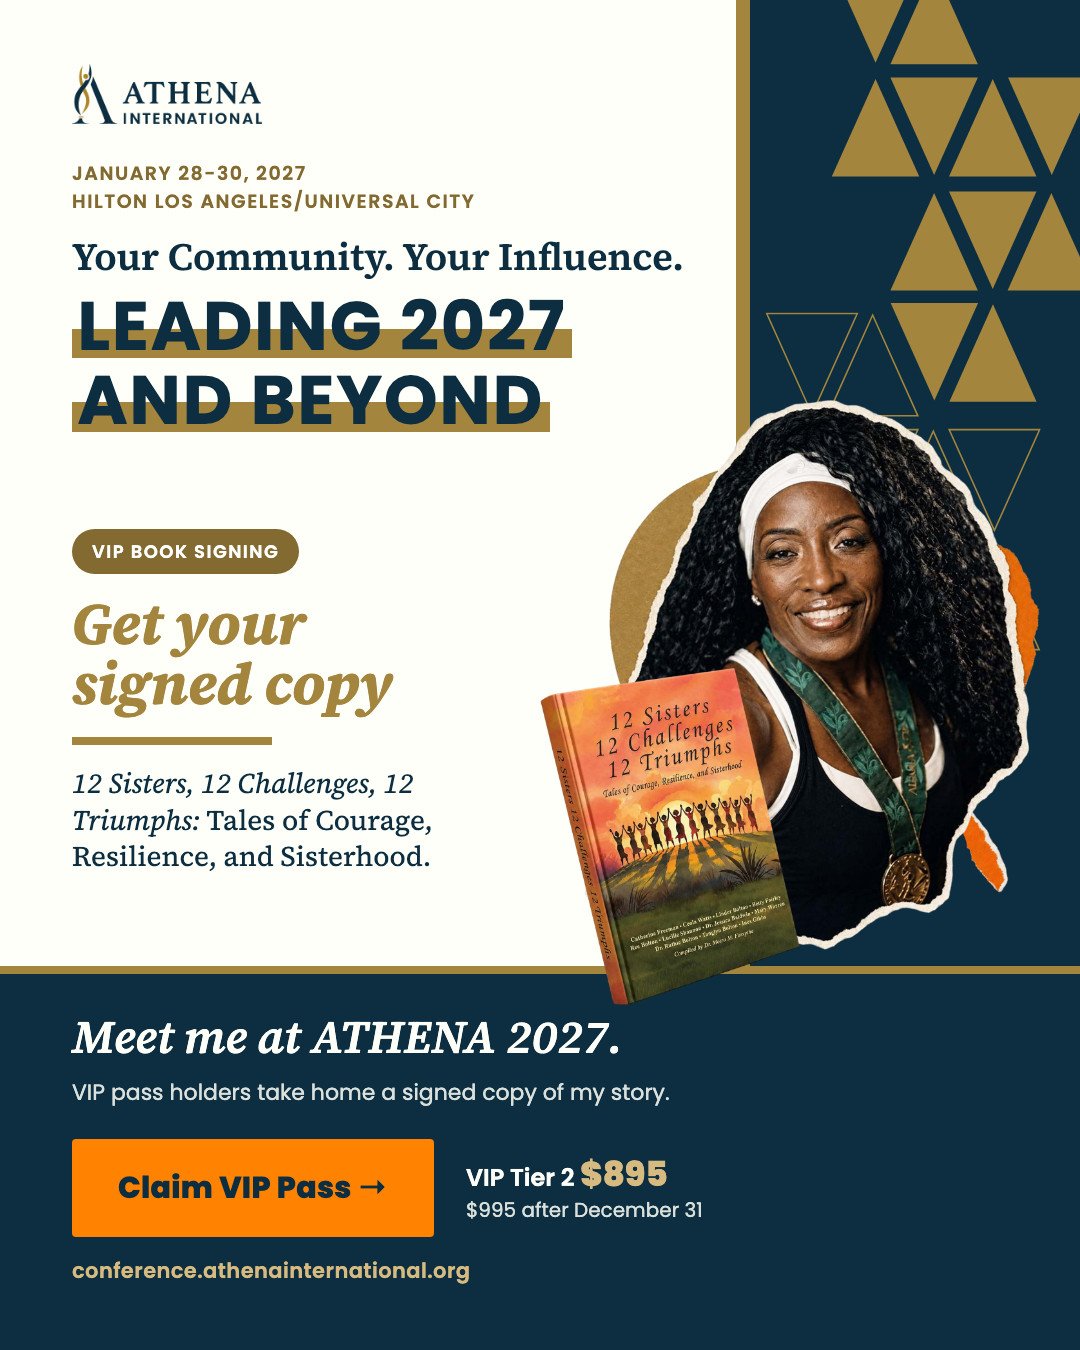 ATHENA
INTERNATIONAL
JANUARY 28-30, 2027
HILTON LOS ANGELES/UNIVERSAL CITY
Your Community. Your Influence.
LEADING 2027
AND BEYOND
VIP BOOK SIGNING
Get your
signed copy
12 Sisters, 12 Challenges, 12
Triumphs: Tales of Courage,
Resilience, and Sisterhood.
12 Sisters
12 Challenges
12 Triumphs
Tales of Courage, Resilience, and Sisterhood
12 Sisters 12 Challenges 12 Triumphs
Compiled by Dr.
Meet me at ATHENA 2027.
VIP pass holders take home a signed copy of my story.
Claim VIP Pass →
VIP Tier 2 $895
$995 after December 31
conference.athenainternational.org